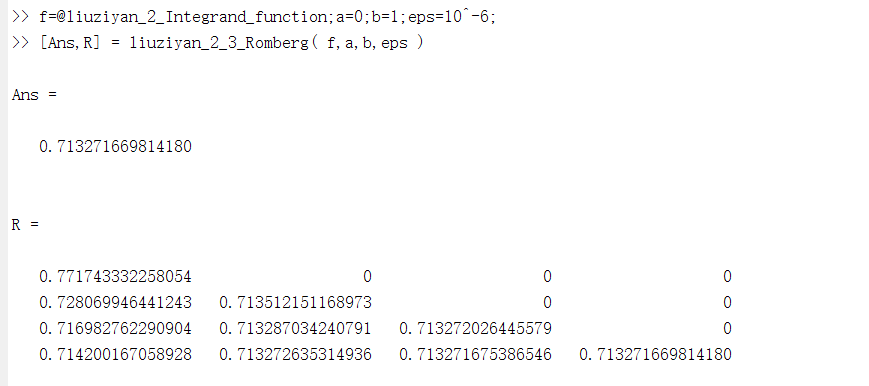 >> f=@liuziyan_2_Integrand_function;a=0;b=1;eps=10^-6;
>> [Ans,R] = liuziyan_2_3_Romberg( f,a,b,eps )
Ans =
0.713271669814180
R =
0.771743332258054 0 0 0
0.728069946441243 0.713512151168973 0 0
0.716982762290904 0.713287034240791 0.713272026445579 0
0.714200167058928 0.713272635314936 0.713271675386546 0.713271669814180